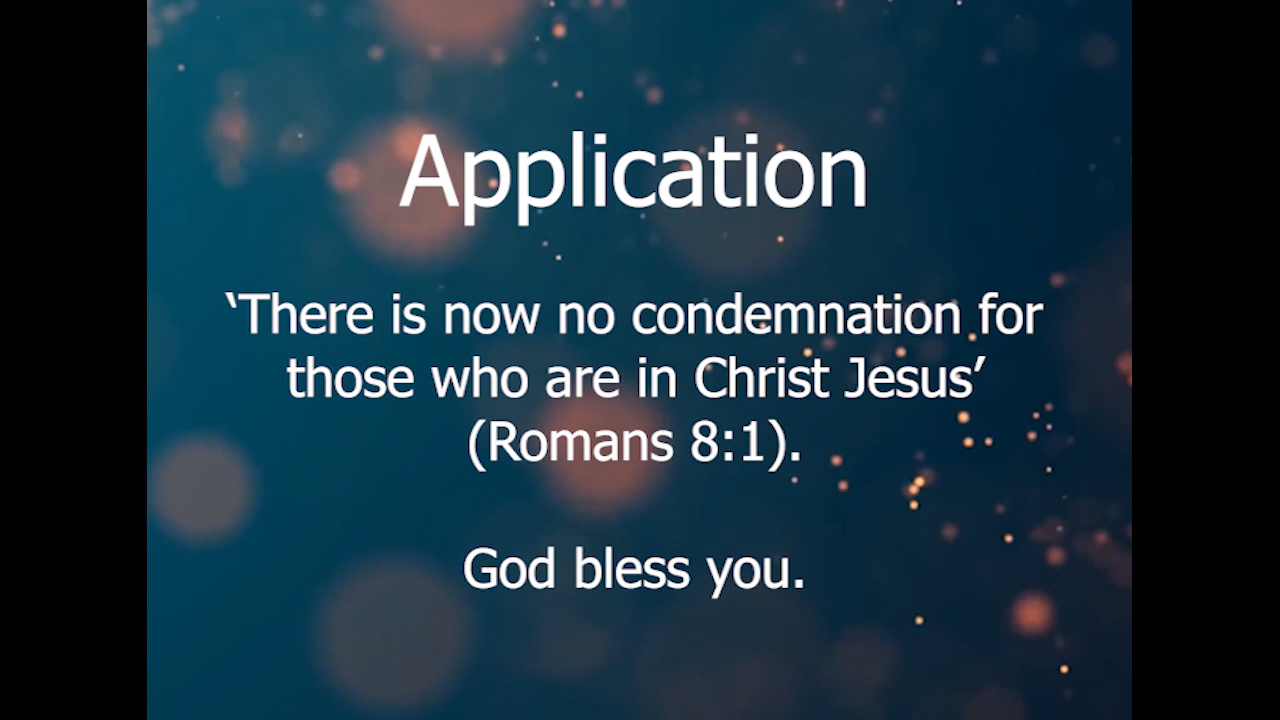 Application
‘There is now no condemnation for
those who are in Christ Jesus’
(Romans 8:1).
God bless you.